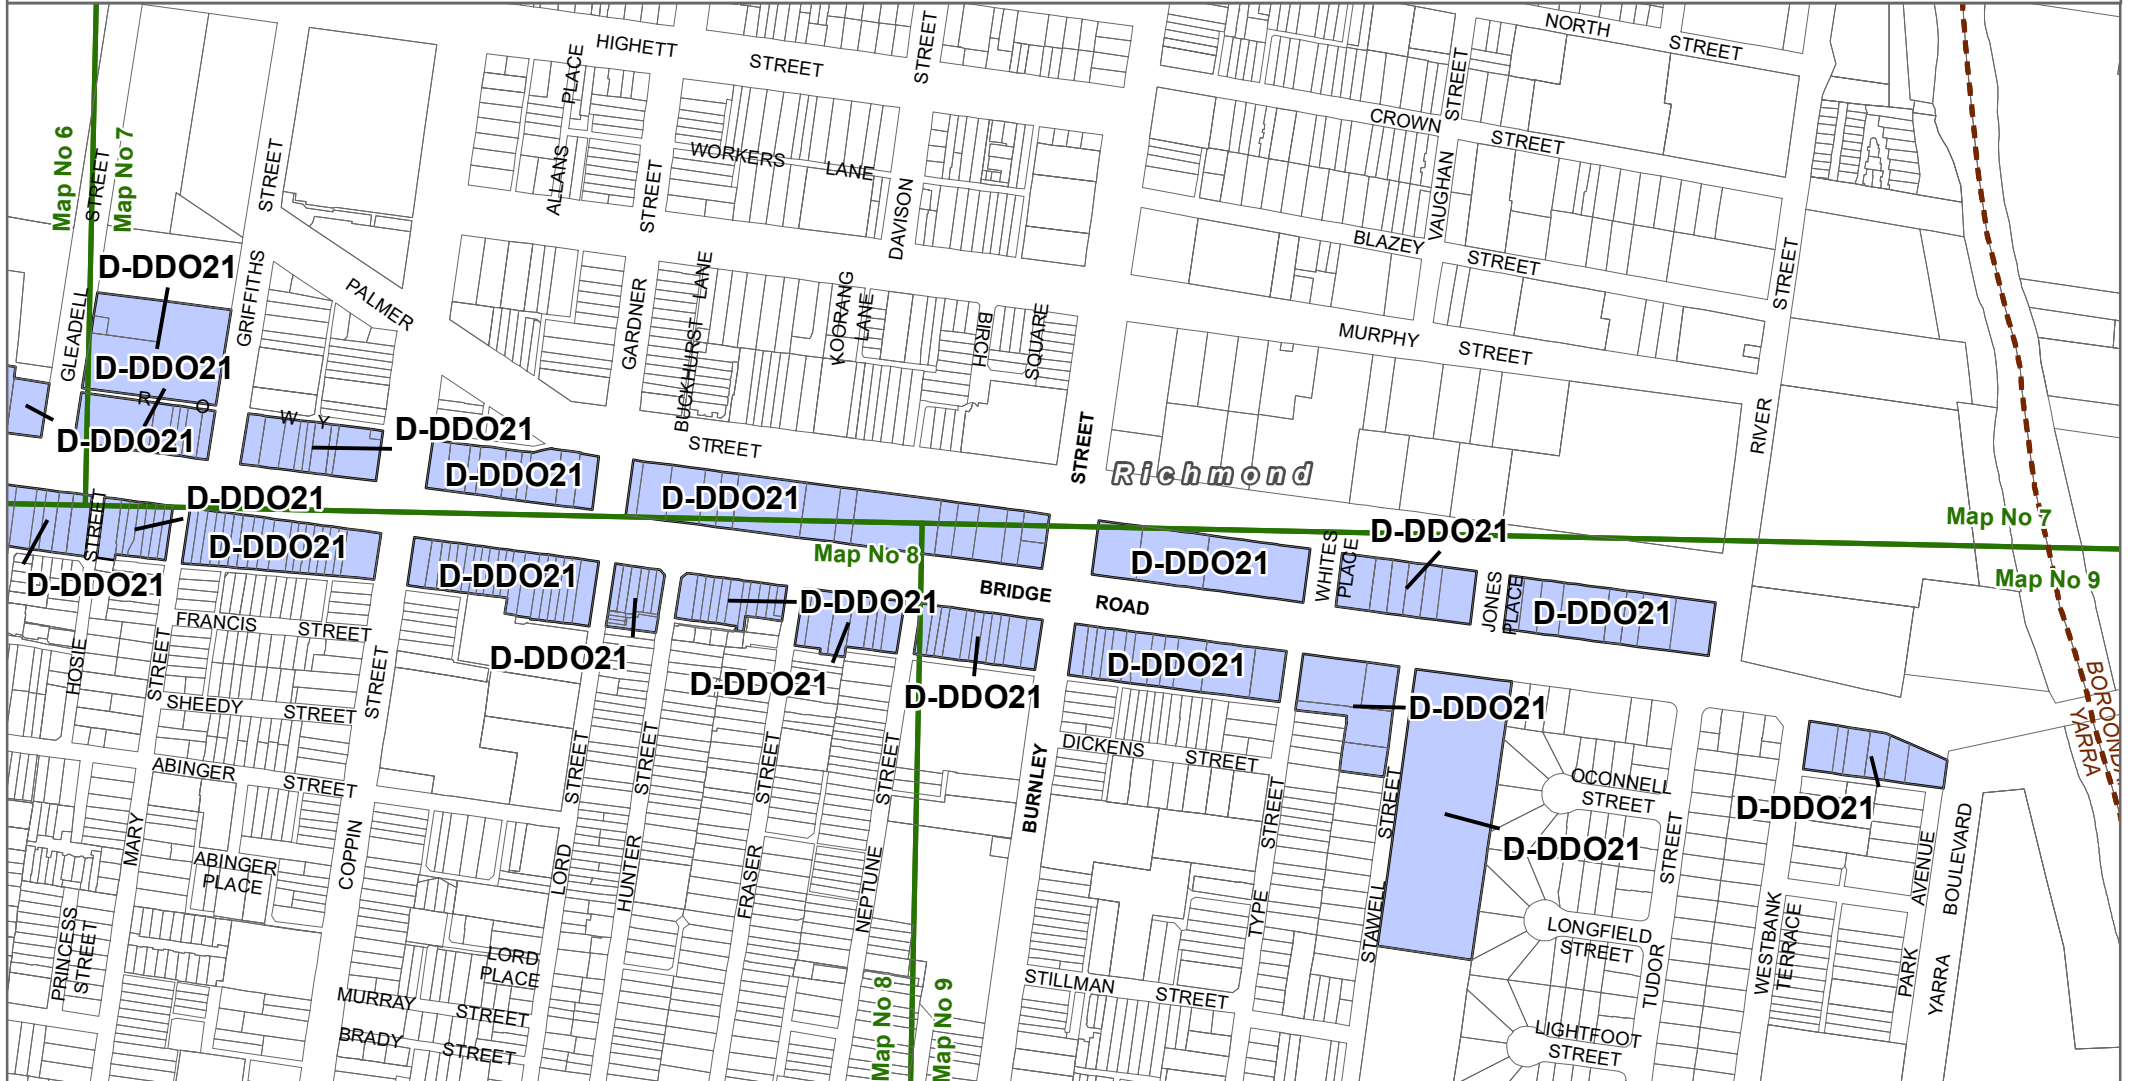 NORTH STREET
HIGHETT STREET
STREET
PLACE
ALLANS
STREET
CROWN STREET
WORKERS LANE
STREET
VAUGHAN
Map No 6
STREET
Map No 7
STREET
DAVISON
BLAZEY STREET
STREET
D-DDO21
GRIFFITHS
PALMER
GARDNER
BUCKHURST LANE
KOORANG LANE
BIRCH SQUARE
MURPHY STREET
GLEADELL
D-DDO21
R O W Y
RIVER
D-DDO21
D-DDO21
STREET
STREET
Richmond
D-DDO21
D-DDO21
D-DDO21
STREET
D-DDO21
D-DDO21
Map No 7
Map No 8
D-DDO21
D-DDO21
WHITES PLACE
D-DDO21
D-DDO21
BRIDGE ROAD
JONES PLACE
D-DDO21
Map No 9
FRANCIS STREET
D-DDO21
D-DDO21
D-DDO21
D-DDO21
D-DDO21
D-DDO21
D-DDO21
BOROONDARA
YARRA
HOSIE
STREET
STREET
SHEEDY STREET
DICKENS STREET
ABINGER STREET
STREET
STREET
STREET
STREET
BURNLEY
STREET
STREET
OCONNELL
STREET
D-DDO21
D-DDO21
MARY
ABINGER
PLACE
COPPIN
LORD
HUNTER
FRASER
NEPTUNE
TYPE
STAWELL
STREET
AVENUE
BOULEVARD
PRINCESS
STREET
LORD
PLACE
LONGFIELD
STREET
TUDOR
WESTBANK
TERRACE
PARK
YARRA
STILLMAN STREET
MURRAY STREET
BRADY STREET
Map No 8
Map No 9
LIGHTFOOT
STREET